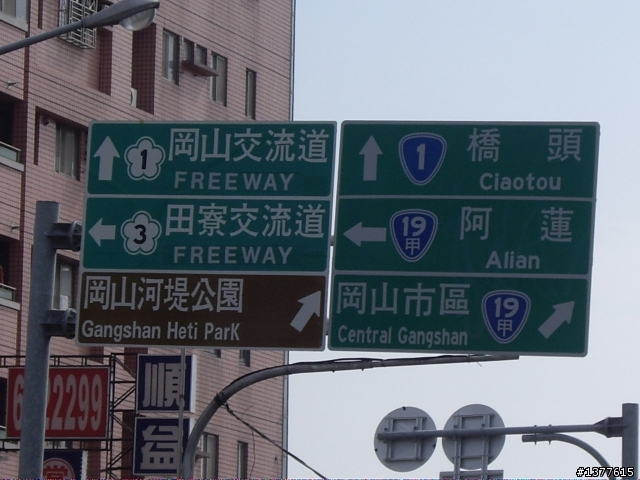 1 岡山交流道
FREEWAY
3 田寮交流道
FREEWAY
岡山河堤公園
Gangshan Heti Park
1 橋頭
Ciaotou
19甲 阿蓮
Alian
岡山市區 19甲
Central Gangshan
22299
順
益
#1377615